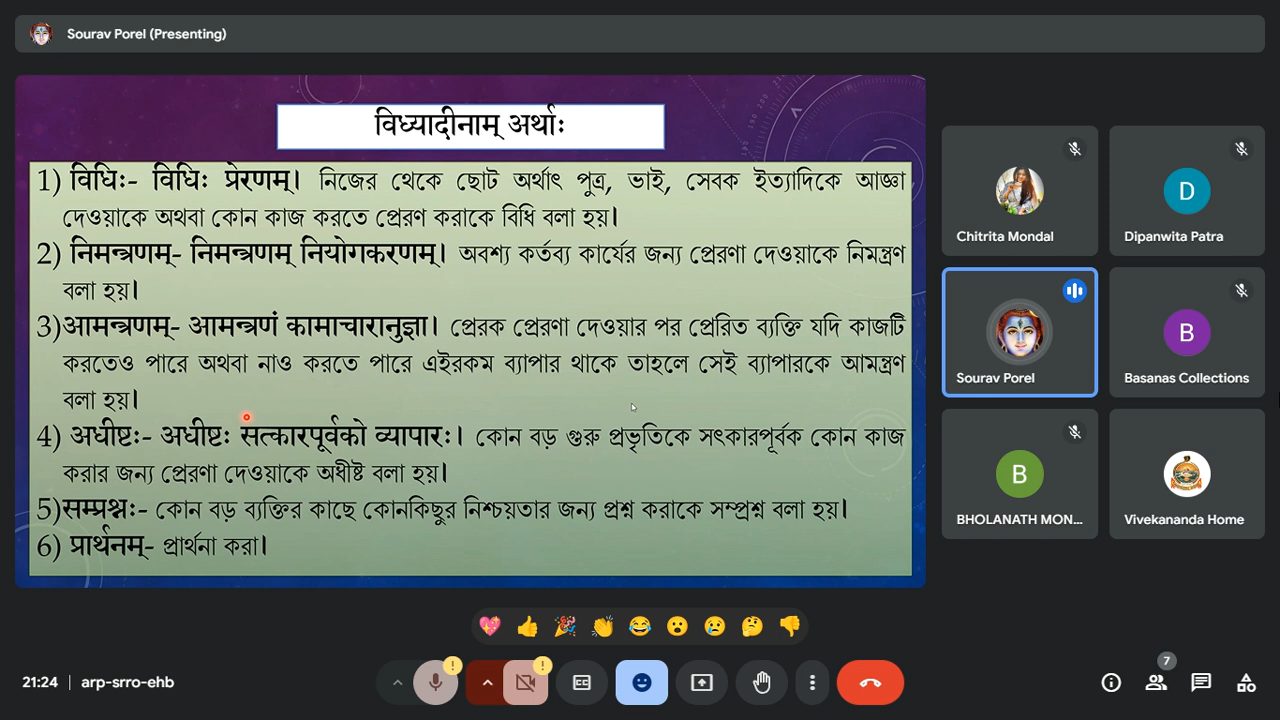 Sourav Porel (Presenting)
विध्यादीनाम् अर्थाः
1) विधिः- विधिः प्रेरणम्। নিজের থেকে ছোট অর্থাৎ পুত্র, ভাই, সেবক ইত্যাদিকে আজ্ঞা
দেওয়াকে অথবা কোন কাজ করতে প্রেরণ করাকে বিধি বলা হয়।
2) निमन्त्रणम्- निमन्त्रणम् नियोगकरणम्। অবশ্য কর্তব্য কার্যের জন্য প্রেরণা দেওয়াকে নিমন্ত্রণ
বলা হয়।
3)आमन्त्रणम्- आमन्त्रणं कामाचारानुज्ञा। প্রেরক প্রেরণা দেওয়ার পর প্রেরিত ব্যক্তি যদি কাজটি
করতেও পারে অথবা নাও করতে পারে এইরকম ব্যাপার থাকে তাহলে সেই ব্যাপারকে আমন্ত্রণ
বলা হয়।
4) अधीष्टः- अधीष्टः सत्कारपूर्वको व्यापारः। কোন বড় গুরু প্রভৃতিকে সৎকারপূর্বক কোন কাজ
করার জন্য প্রেরণা দেওয়াকে অধীষ্ট বলা হয়।
5)सम्प्रश्नः- কোন বড় ব্যক্তির কাছে কোনকিছুর নিশ্চয়তার জন্য প্রশ্ন করাকে সম্প্রশ্ন বলা হয়।
6) प्रार्थनम्- প্রার্থনা করা।
Chitrita Mondal
D
Dipanwita Patra
Sourav Porel
B
Basanas Collections
B
BHOLANATH MON...
Vivekananda Home
21:24 | arp-srro-ehb
7